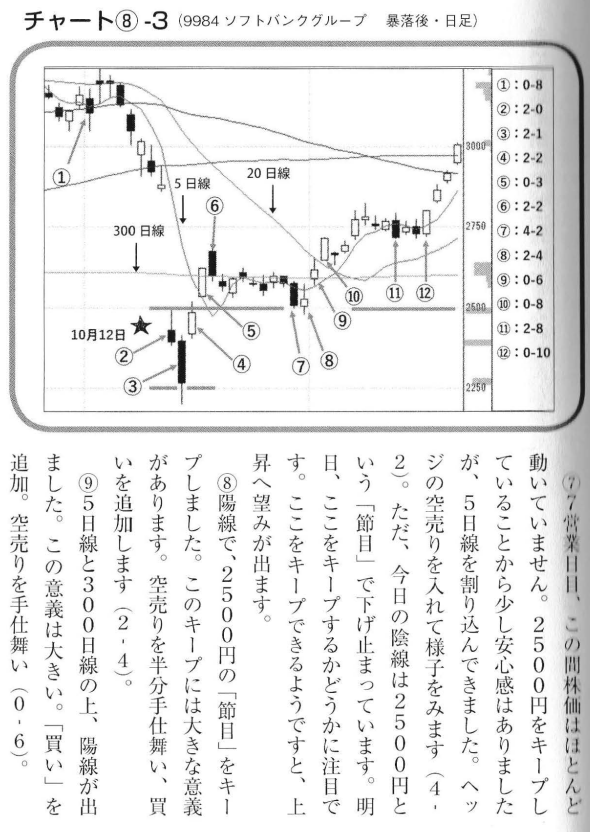 チャート⑧-3（9984 ソフトバンクグループ　暴落後・日足）
①：0-8
②：2-0
③：2-1
④：2-2
⑤：0-3
⑥：2-2
⑦：4-2
⑧：2-4
⑨：0-6
⑩：0-8
⑪：2-8
⑫：0-10
3000
2750
2500
2250
①
5日線
20日線
⑥
300日線
10月12日
②
③
④
⑤
⑦
⑧
⑨
⑩
⑪
⑫
⑦7営業日目、この間株価はほとんど
動いていません。2500円をキープし
ていることから少し安心感はありました
が、5日線を割り込んできました。ヘッ
ジの空売りを入れて様子をみます（4-
2）。ただ、今日の陰線は2500円と
いう「節目」で下げ止まっています。明
日、ここをキープするかどうかに注目で
す。ここをキープできるようですと、上
昇へ望みが出ます。
⑧陽線で、2500円の「節目」をキー
プしました。このキープには大きな意義
があります。空売りを半分手仕舞い、買
いを追加します（2-4）。
⑨5日線と300日線の上、陽線が出
ました。この意義は大きい。「買い」を
追加。空売りを手仕舞い（0-6）。